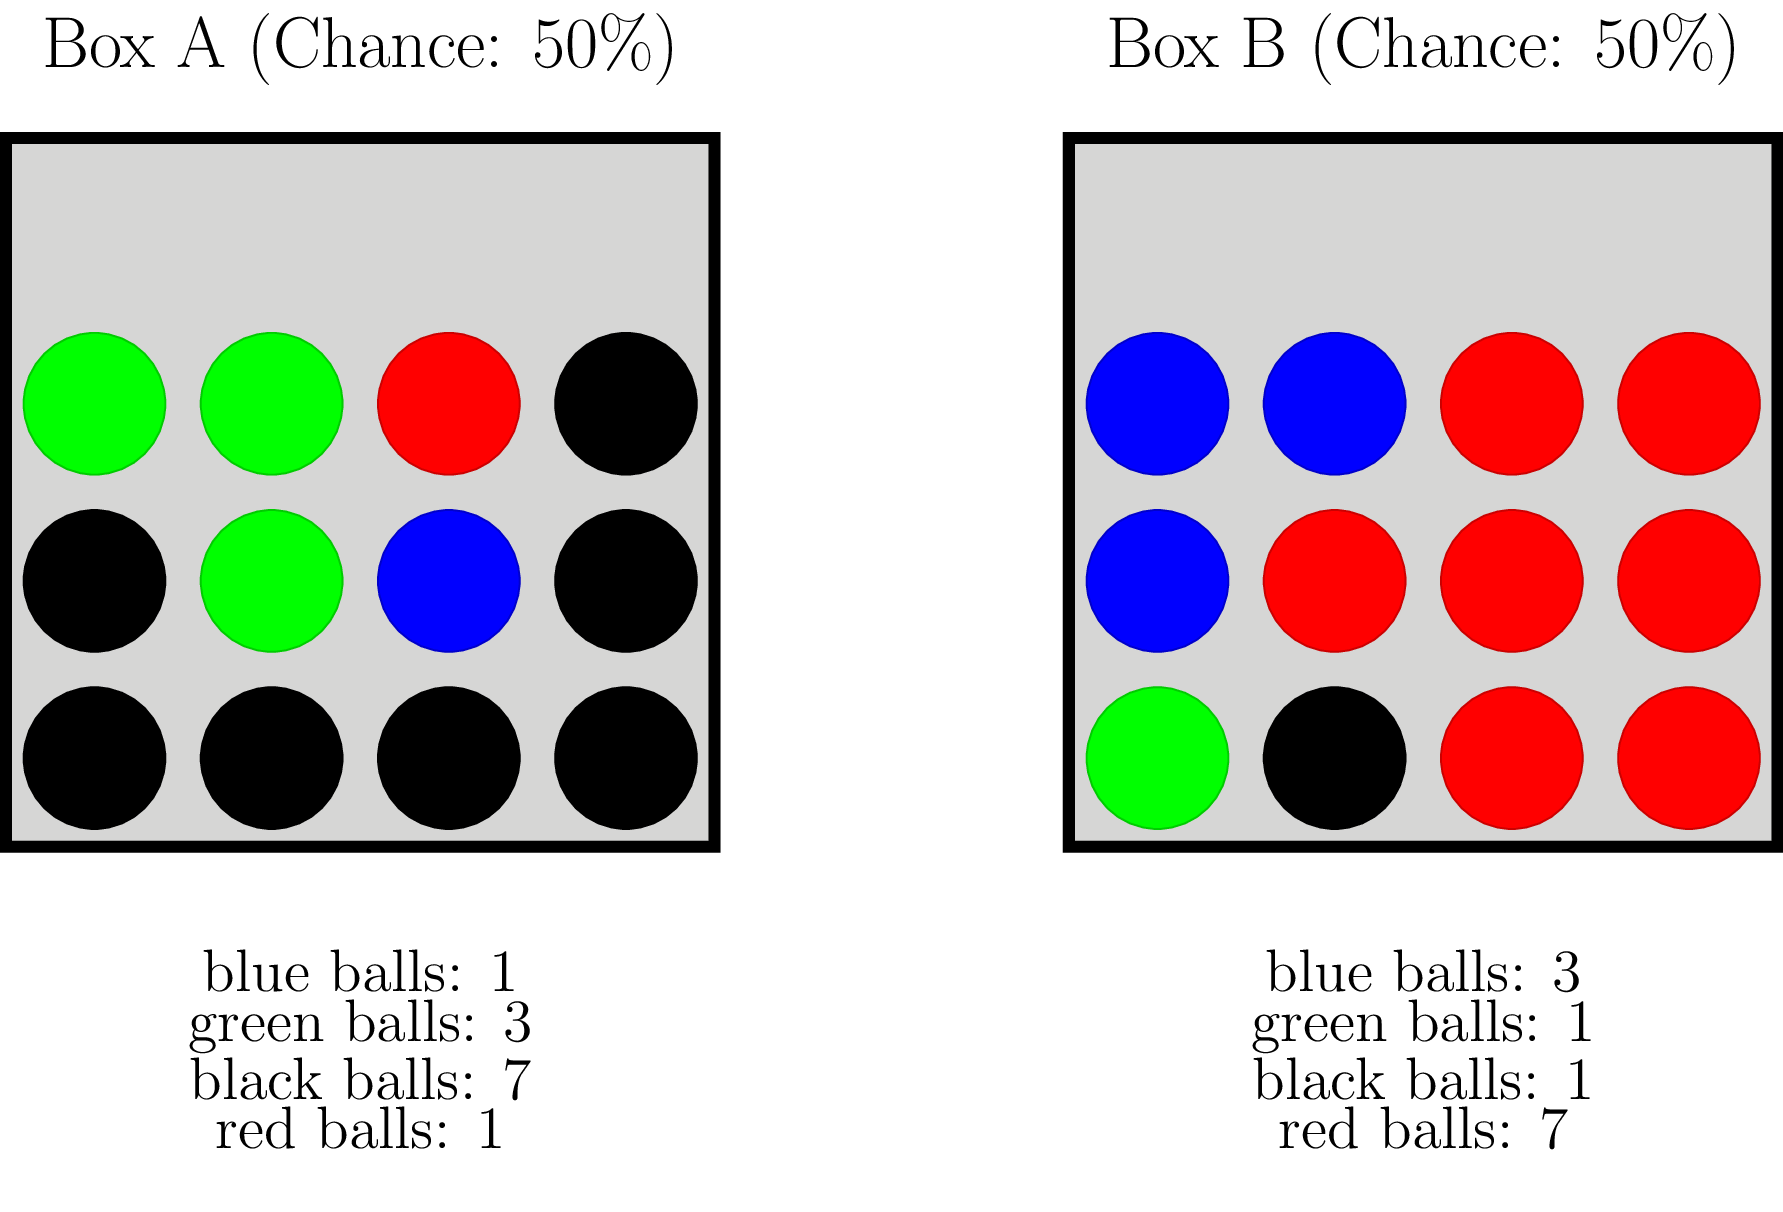 Box A (Chance: 50%)
Box B (Chance: 50%)
blue balls: 1
green balls: 3
black balls: 7
red balls: 1
blue balls: 3
green balls: 1
black balls: 1
red balls: 7